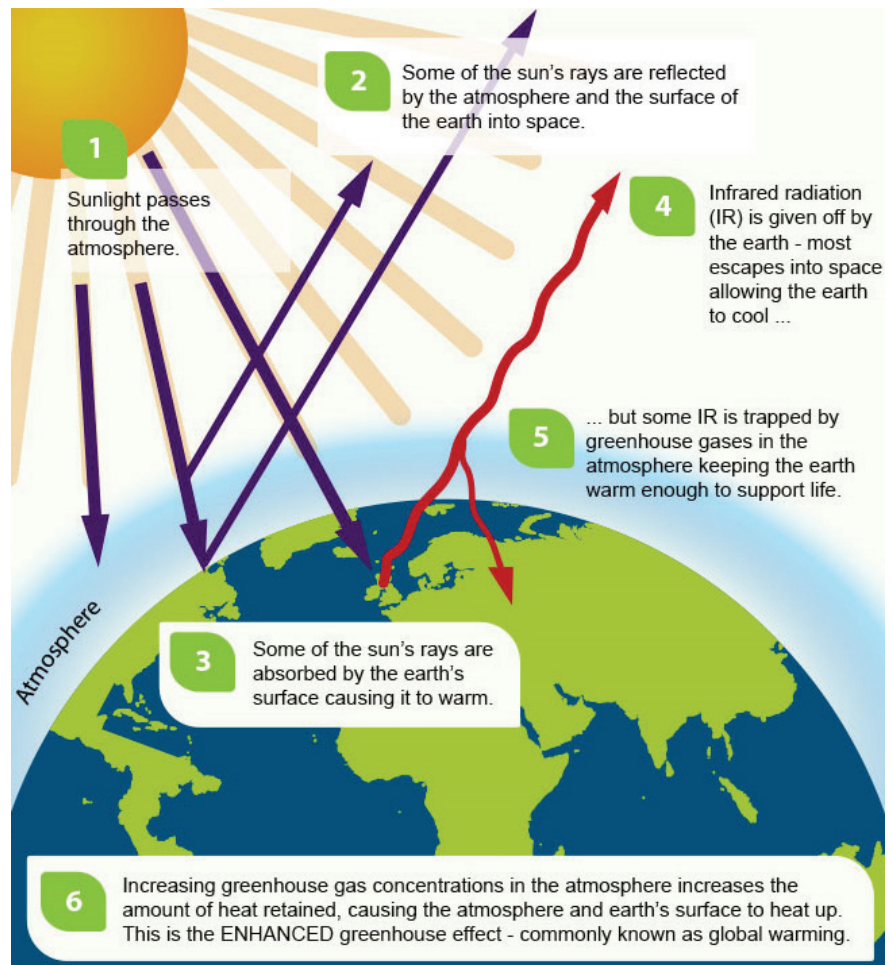 1
Sunlight passes
through the
atmosphere.
2
Some of the sun's rays are reflected
by the atmosphere and the surface of
the earth into space.
4
Infrared radiation
(IR) is given off by
the earth - most
escapes into space
allowing the earth
to cool ...
5
... but some IR is trapped by
greenhouse gases in the
atmosphere keeping the earth
warm enough to support life.
Atmosphere
3
Some of the sun's rays are
absorbed by the earth's
surface causing it to warm.
6
Increasing greenhouse gas concentrations in the atmosphere increases the
amount of heat retained, causing the atmosphere and earth's surface to heat up.
This is the ENHANCED greenhouse effect - commonly known as global warming.